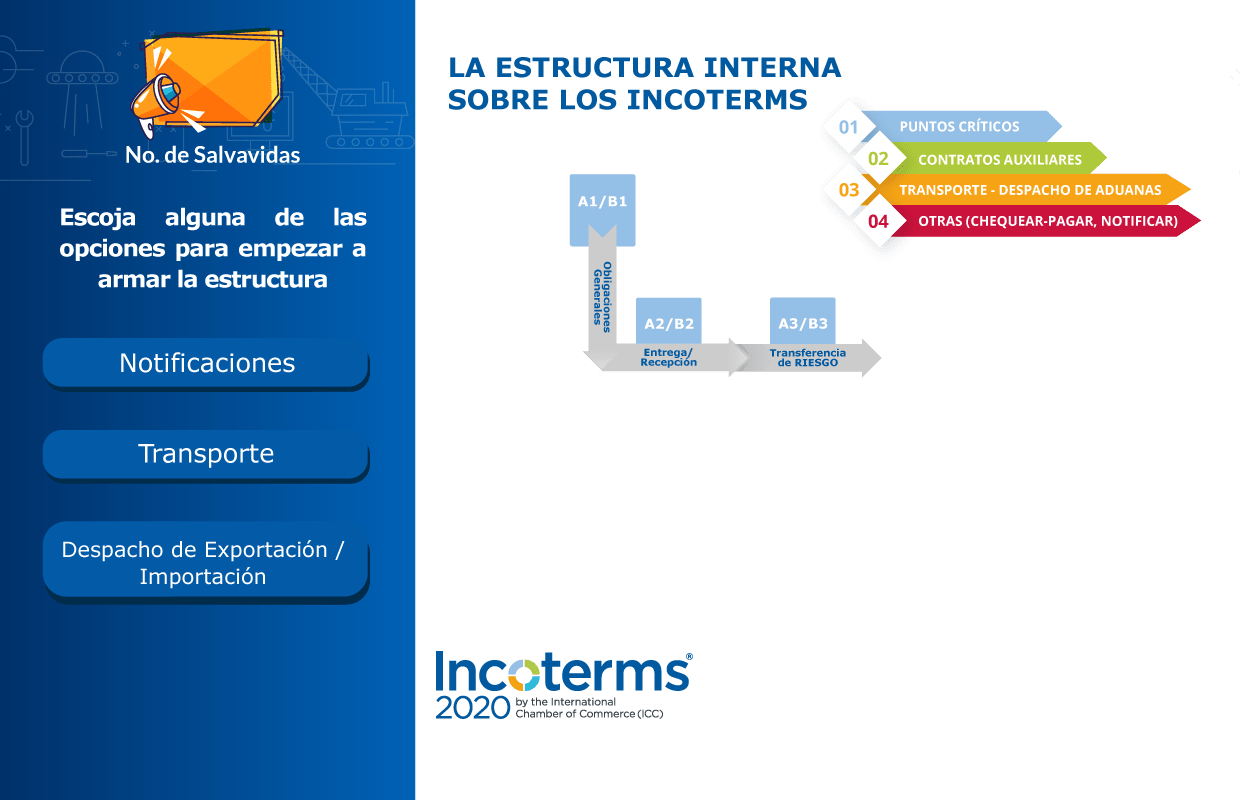 No. de Salvavidas
Escoja alguna de las
opciones para empezar a
armar la estructura
Notificaciones
Transporte
Despacho de Exportación /
Importación
LA ESTRUCTURA INTERNA
SOBRE LOS INCOTERMS
01 PUNTOS CRÍTICOS
02 CONTRATOS AUXILIARES
03 TRANSPORTE - DESPACHO DE ADUANAS
04 OTRAS (CHEQUEAR-PAGAR, NOTIFICAR)
A1/B1
Obligaciones
Generales
A2/B2
Entrega/
Recepción
A3/B3
Transferencia
de RIESGO
Incoterms®
2020
by the International
Chamber of Commerce (ICC)